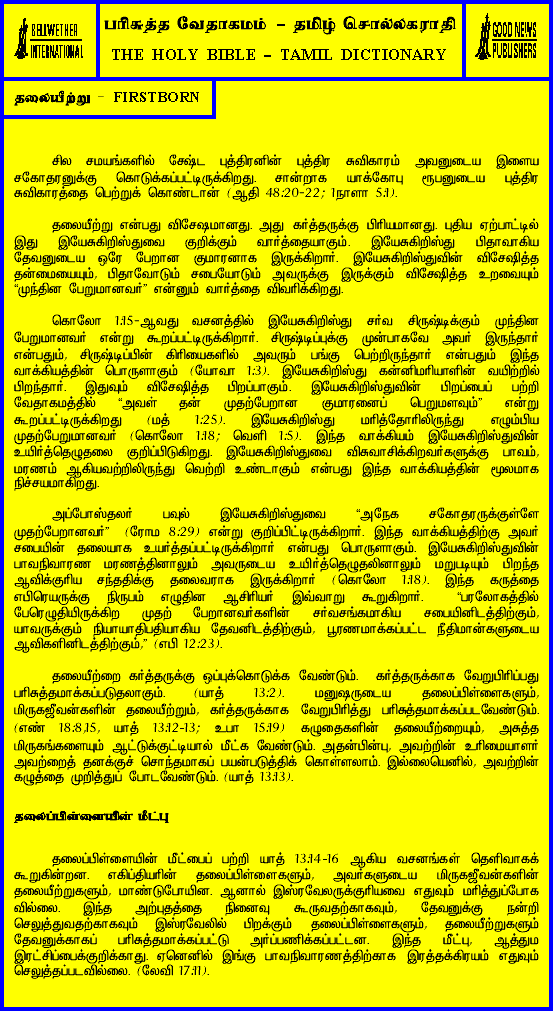 BELLWETHER
INTERNATIONAL
பரிசுத்த வேதாகமம் - தமிழ் சொல்லகராதி
THE HOLY BIBLE - TAMIL DICTIONARY
GOOD NEWS
PUBLISHERS
தலையீற்று - FIRSTBORN
சில சமயங்களில் சேஷ்ட புத்திரனின் புத்திர சுவிகாரம் அவனுடைய இளைய
சகோதரனுக்கு கொடுக்கப்பட்டிருக்கிறது. சான்றாக யாக்கோபு ரூபனுடைய புத்திர
சுவிகாரத்தை பெற்றுக் கொண்டான் (ஆதி 48:20-22; 1நாளா 5:1).
தலையீற்று என்பது விசேஷமானது. அது கர்த்தருக்கு பிரியமானது. புதிய ஏற்பாட்டில்
இது இயேசுகிறிஸ்துவை குறிக்கும் வார்த்தையாகும். இயேசுகிறிஸ்து பிதாவாகிய
தேவனுடைய ஒரே பேறான குமாரனாக இருக்கிறார். இயேசுகிறிஸ்துவின் விசேஷித்த
தன்மையையும், பிதாவோடும் சபையோடும் அவருக்கு இருக்கும் விசேஷித்த உறவையும்
"முந்தின பேறுமானவர்" என்னும் வார்த்தை விவரிக்கிறது.
கொலோ 1:15-ஆவது வசனத்தில் இயேசுகிறிஸ்து சர்வ சிருஷ்டிக்கும் முந்தின
பேறுமானவர் என்று கூறப்பட்டிருக்கிறார். சிருஷ்டிப்புக்கு முன்பாகவே அவர் இருந்தார்
என்பதும், சிருஷ்டிப்பின் கிரியைகளில் அவரும் பங்கு பெற்றிருந்தார் என்பதும் இந்த
வாக்கியத்தின் பொருளாகும் (யோவா 1:3). இயேசுகிறிஸ்து கன்னிமரியாளின் வயிற்றில்
பிறந்தார். இதுவும் விசேஷித்த பிறப்பாகும். இயேசுகிறிஸ்துவின் பிறப்பைப் பற்றி
வேதாகமத்தில் "அவள் தன் முதற்பேறான குமாரனைப் பெறுமளவும்" என்று
கூறப்பட்டிருக்கிறது (மத் 1:25). இயேசுகிறிஸ்து மரித்தோரிலிருந்து எழும்பிய
முதற்பேறுமானவர் (கொலோ 1:18; வெளி 1:5). இந்த வாக்கியம் இயேசுகிறிஸ்துவின்
உயிர்த்தெழுதலை குறிப்பிடுகிறது. இயேசுகிறிஸ்துவை விசுவாசிக்கிறவர்களுக்கு பாவம்,
மரணம் ஆகியவற்றிலிருந்து வெற்றி உண்டாகும் என்பது இந்த வாக்கியத்தின் மூலமாக
நிச்சயமாகிறது.
அப்போஸ்தலர் பவுல் இயேசுகிறிஸ்துவை "அநேக சகோதரருக்குள்ளே
முதற்பேறானவர்" (ரோம 8:29) என்று குறிப்பிட்டிருக்கிறார். இந்த வாக்கியத்திற்கு அவர்
சபையின் தலையாக உயர்த்தப்பட்டிருக்கிறார் என்பது பொருளாகும். இயேசுகிறிஸ்துவின்
பாவநிவாரண மரணத்தினாலும் அவருடைய உயிர்த்தெழுதலினாலும் மறுபடியும் பிறந்த
ஆவிக்குரிய சந்ததிக்கு தலைவராக இருக்கிறார் (கொலோ 1:18). இந்த கருத்தை
எபிரெயருக்கு நிருபம் எழுதின ஆசிரியர் இவ்வாறு கூறுகிறார். "பரலோகத்தில்
பேரெழுதியிருக்கிற முதற் பேறானவர்களின் சர்வசங்கமாகிய சபையினிடத்திற்கும்,
யாவருக்கும் நியாயாதிபதியாகிய தேவனிடத்திற்கும், பூரணமாக்கப்பட்ட நீதிமான்களுடைய
ஆவிகளினிடத்திற்கும்," (எபி 12:23).
தலையீற்றை கர்த்தருக்கு ஒப்புக்கொடுக்க வேண்டும். கர்த்தருக்காக வேறுபிரிப்பது
பரிசுத்தமாக்கப்படுதலாகும். (யாத் 13:2). மனுஷருடைய தலைப்பிள்ளைகளும்,
மிருகஜீவன்களின் தலையீற்றும், கர்த்தருக்காக வேறுபிரித்து பரிசுத்தமாக்கப்படவேண்டும்.
(எண் 18:8,15, யாத் 13:12-13; உபா 15:19) கழுதைகளின் தலையீற்றையும், அசுத்த
மிருகங்களையும் ஆட்டுக்குட்டியால் மீட்க வேண்டும். அதன்பின்பு, அவற்றின் உரிமையாளர்
அவற்றைத் தனக்குச் சொந்தமாகப் பயன்படுத்திக் கொள்ளலாம். இல்லையெனில், அவற்றின்
கழுத்தை முறித்துப் போடவேண்டும். (யாத் 13:13).
தலைப்பிள்ளையின் மீட்பு
தலைப்பிள்ளையின் மீட்பைப் பற்றி யாத் 13:14-16 ஆகிய வசனங்கள் தெளிவாகக்
கூறுகின்றன. எகிப்தியரின் தலைப்பிள்ளைகளும், அவர்களுடைய மிருகஜீவன்களின்
தலையீற்றுகளும், மாண்டுபோயின. ஆனால் இஸ்ரவேலருக்குரியவை எதுவும் மரித்துப்போக
வில்லை. இந்த அற்புதத்தை நினைவு கூருவதற்காகவும், தேவனுக்கு நன்றி
செலுத்துவதற்காகவும் இஸ்ரவேலில் பிறக்கும் தலைப்பிள்ளைகளும், தலையீற்றுகளும்
தேவனுக்காகப் பரிசுத்தமாக்கப்பட்டு அர்ப்பணிக்கப்பட்டன. இந்த மீட்பு, ஆத்தும
இரட்சிப்பைக்குறிக்காது. ஏனெனில் இங்கு பாவநிவாரணத்திற்காக இரத்தக்கிரயம் எதுவும்
செலுத்தப்படவில்லை. (லேவி 17:11).